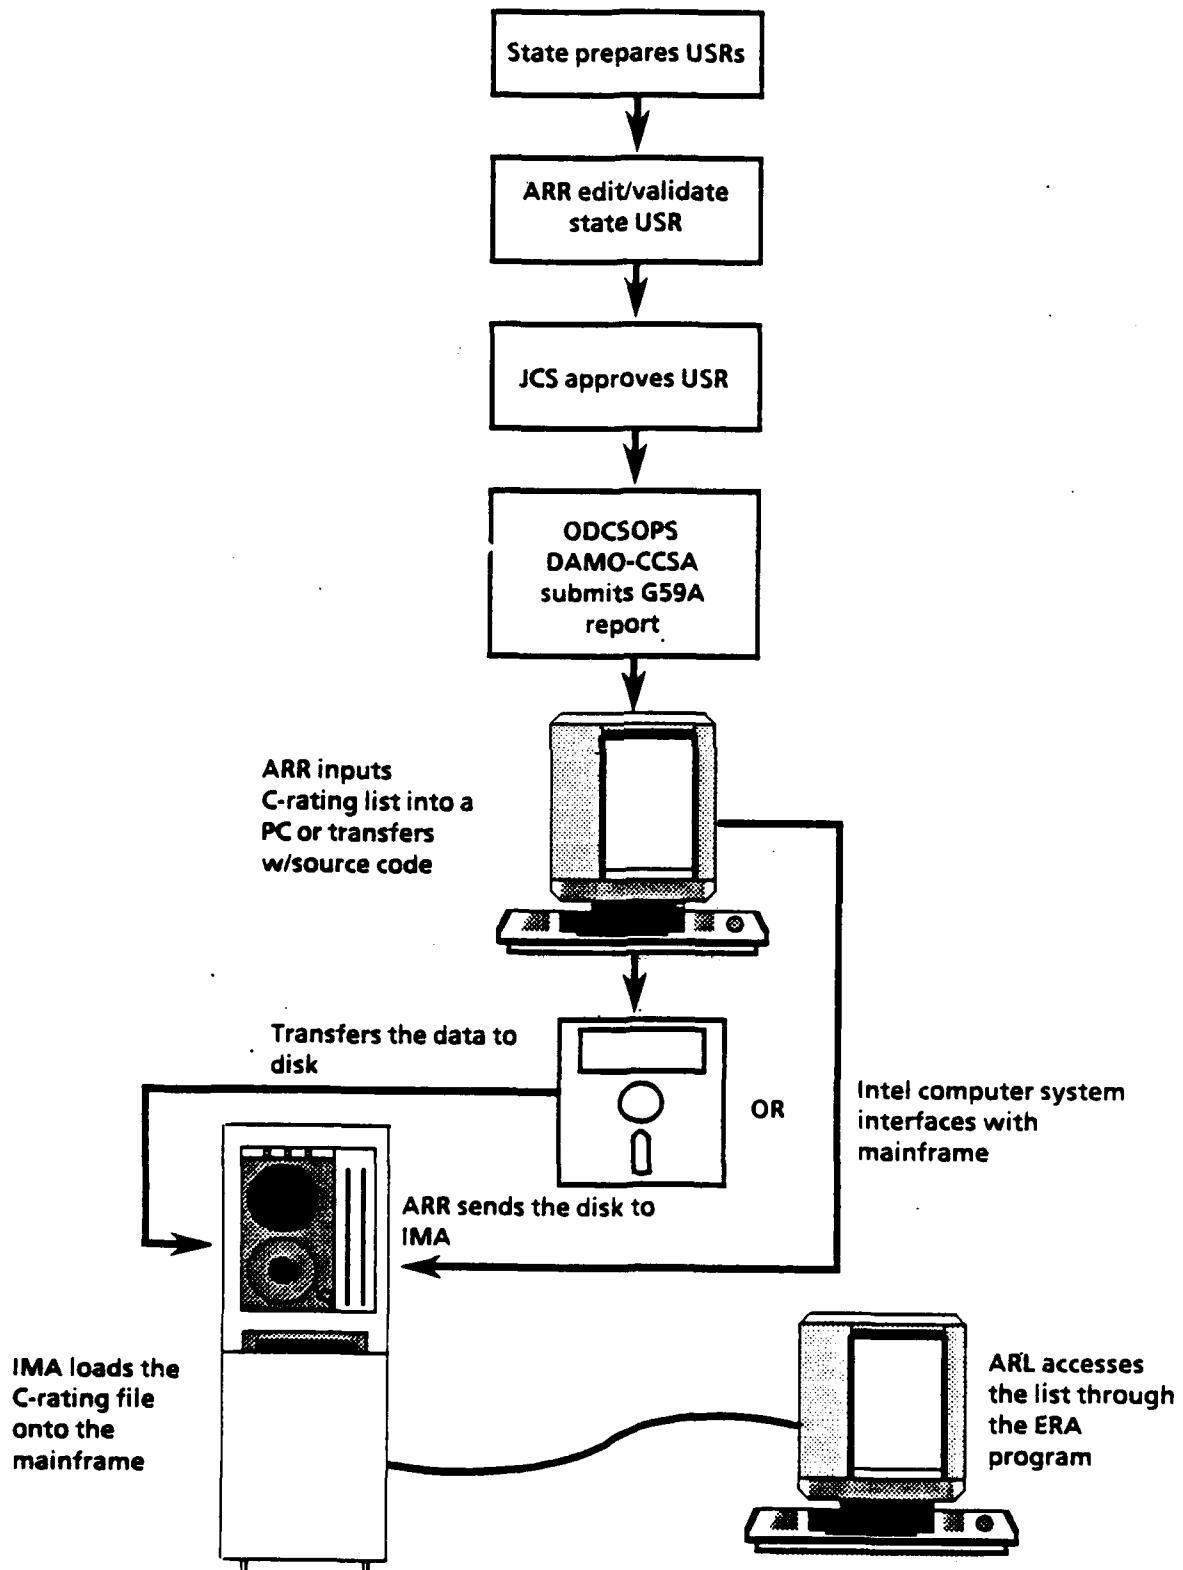 State prepares USRs
ARR edit/validate
state USR
JCS approves USR
ODCSOPS
DAMO-CCSA
submits G59A
report
ARR inputs
C-rating list into a
PC or transfers
w/source code
Transfers the data to
disk
OR
Intel computer system
interfaces with
mainframe
ARR sends the disk to
IMA
IMA loads the
C-rating file
onto the
mainframe
ARL accesses
the list through
the ERA
program